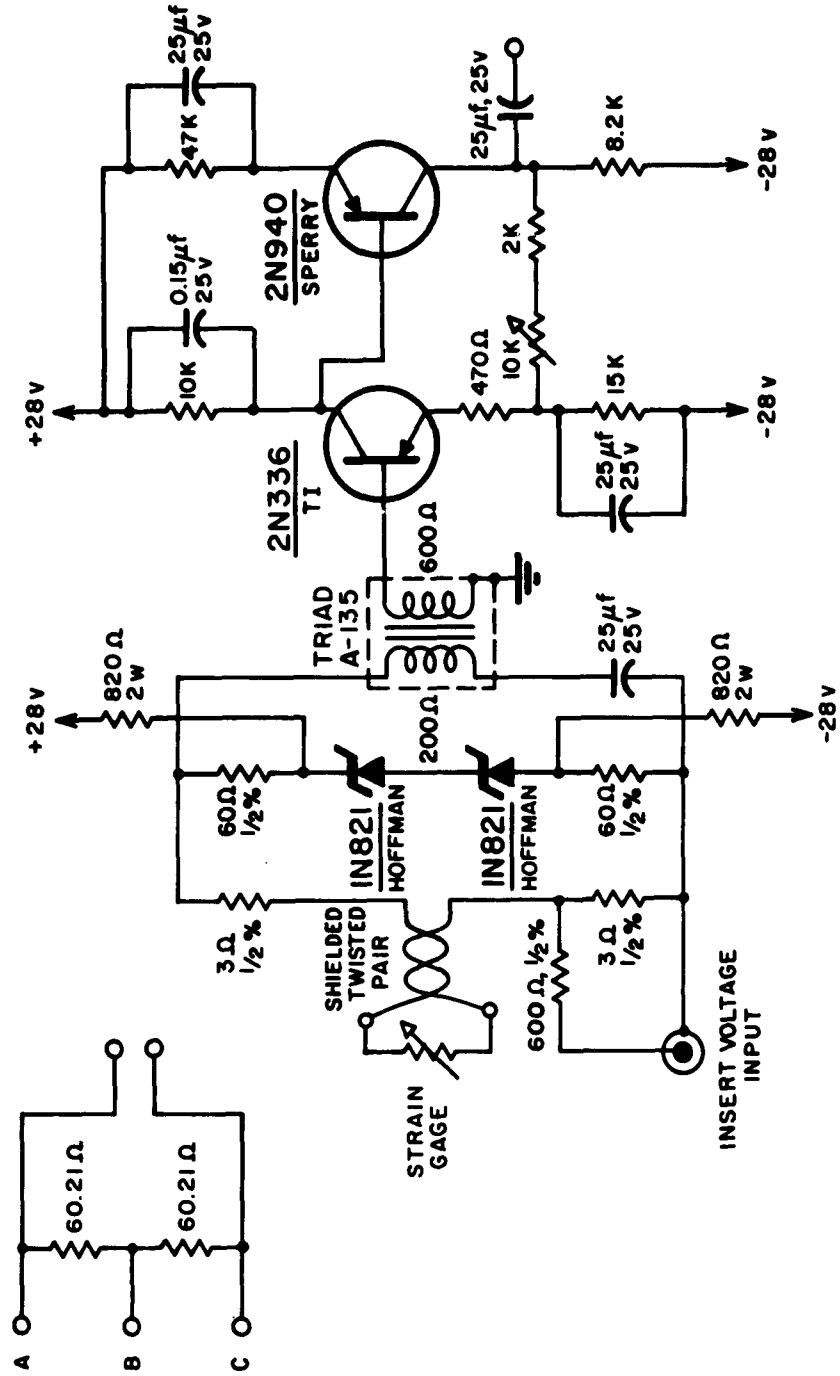 A
B
C
60.21Ω
60.21Ω
STRAIN
GAGE
SHIELDED
TWISTED
PAIR
3Ω
1/2%
600Ω, 1/2%
3Ω
1/2%
INSERT VOLTAGE
INPUT
+28V
820Ω
2W
60Ω
1/2%
1N821
HOFFMAN
1N821
HOFFMAN
60Ω
1/2%
820Ω
2W
-28V
TRIAD
A-135
200Ω
600Ω
25μf
25V
+28V
10K
0.15μf
25V
2N336
TI
470Ω
10K
2K
25μf
25V
15K
-28V
47K
25μf
25V
2N940
SPERRY
25μf, 25V
8.2K
-28V